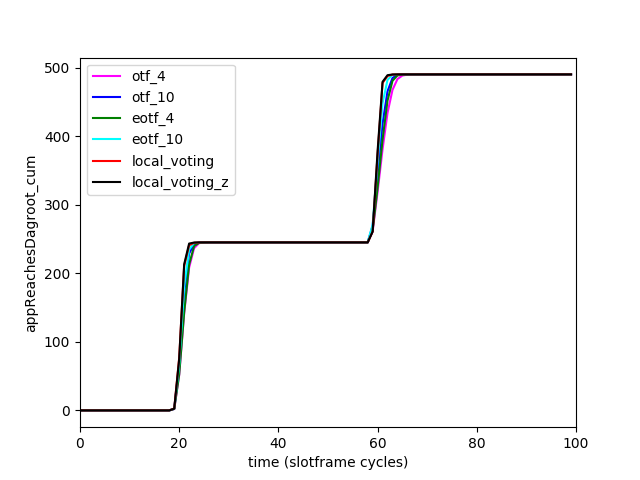 500
400
300
200
100
0
appReachesDagroot_cum
otf_4
otf_10
eotf_4
eotf_10
local_voting
local_voting_z
0 20 40 60 80 100
time (slotframe cycles)